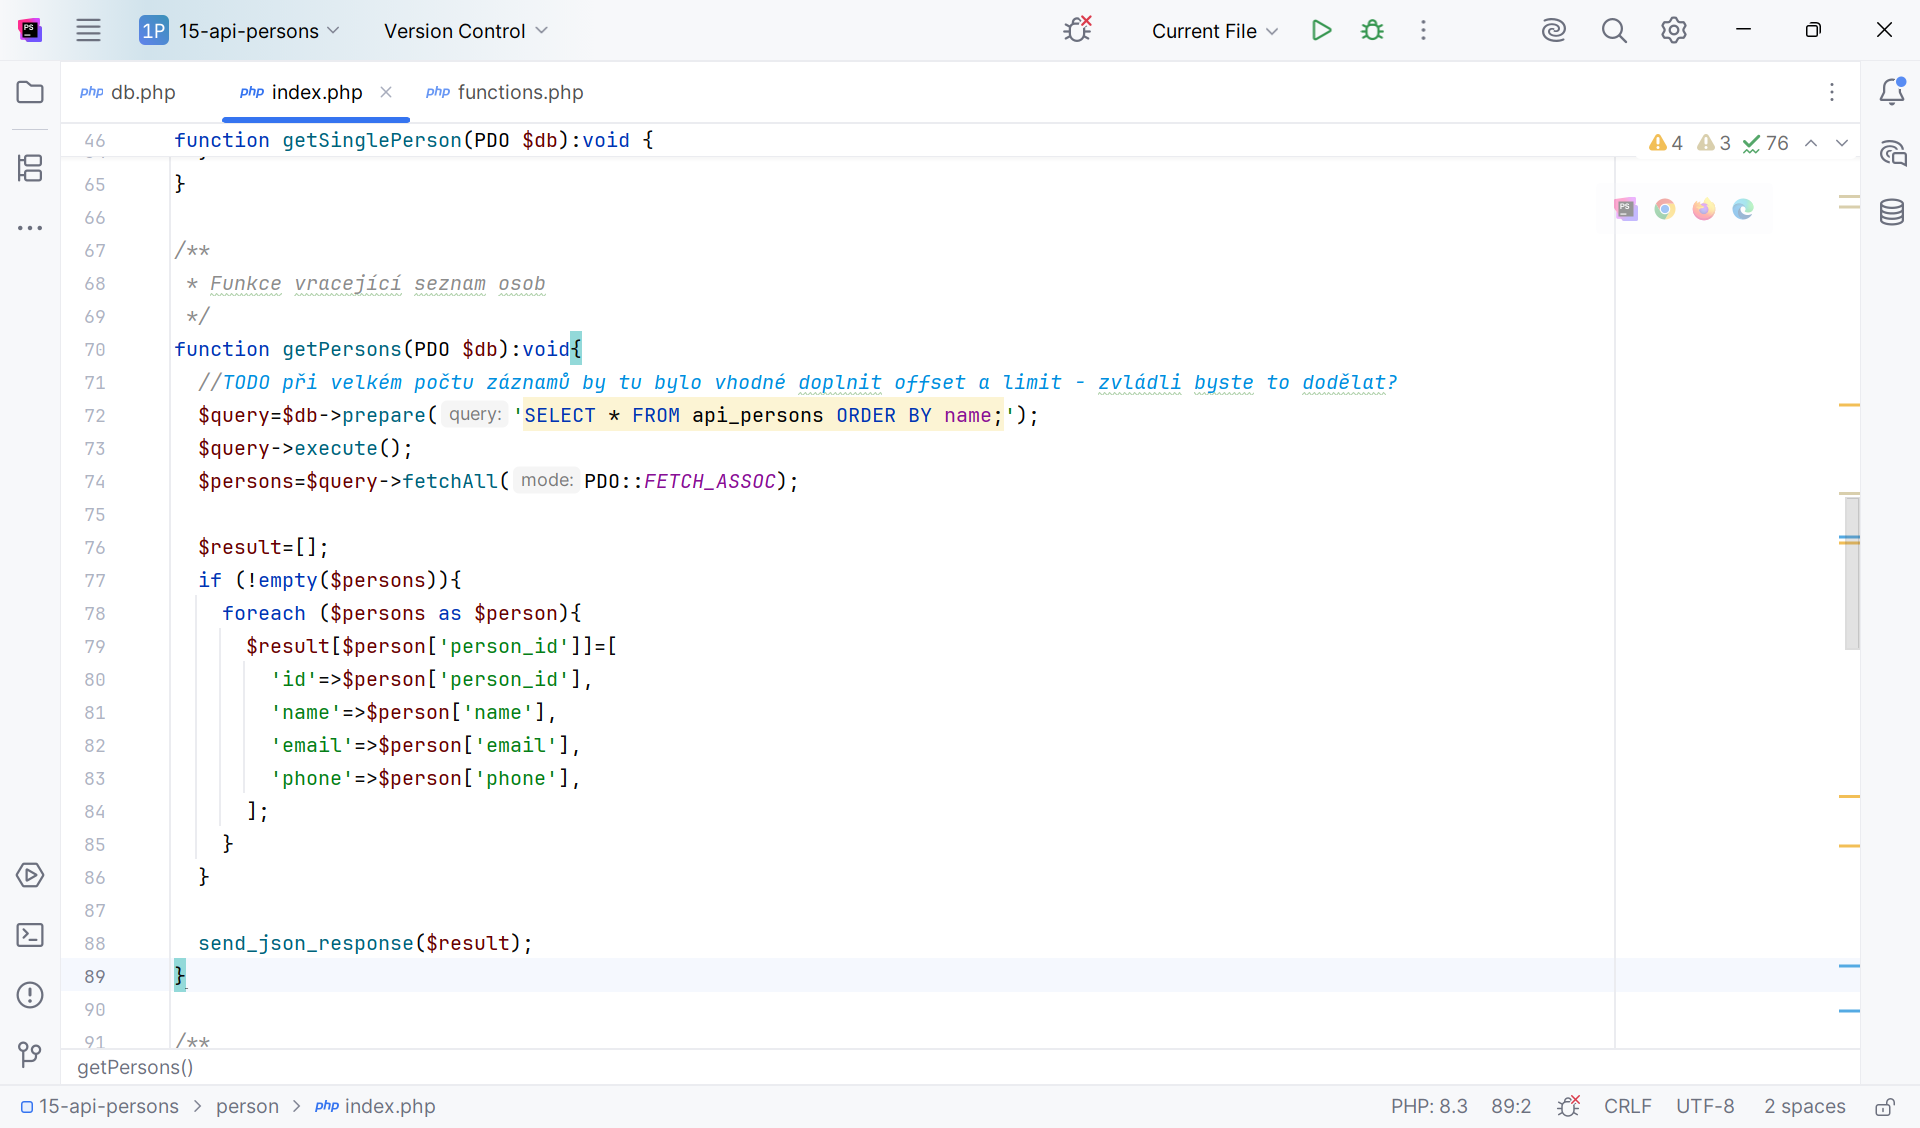 PS 1P 15-api-persons Version Control Current File
php db.php php index.php php functions.php
46 function getSinglePerson(PDO $db):void { 4 3 76
65 }
66
67 /**
68 * Funkce vracející seznam osob
69 */
70 function getPersons(PDO $db):void{
71 //TODO při velkém počtu záznamů by tu bylo vhodné doplnit offset a limit - zvládli byste to dodělat?
72 $query=$db->prepare( query: 'SELECT * FROM api_persons ORDER BY name;');
73 $query->execute();
74 $persons=$query->fetchAll( mode: PDO::FETCH_ASSOC);
75
76 $result=[];
77 if (!empty($persons)){
78 foreach ($persons as $person){
79 $result[$person['person_id']]=[
80 'id'=>$person['person_id'],
81 'name'=>$person['name'],
82 'email'=>$person['email'],
83 'phone'=>$person['phone'],
84 ];
85 }
86 }
87
88 send_json_response($result);
89 }
90
91 /**
getPersons()
15-api-persons > person > php index.php PHP: 8.3 89:2 CRLF UTF-8 2 spaces